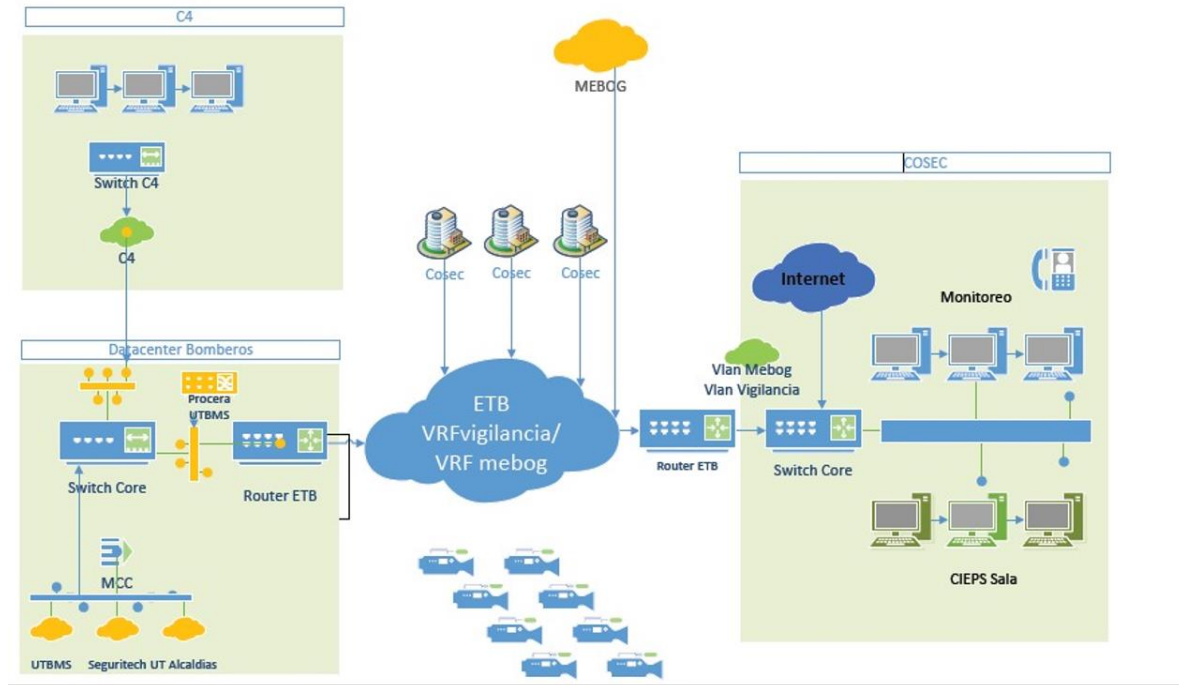 C4
Switch C4
C4
Datacenter Bomberos
Procera
UTBMS
Switch Core
Router ETB
MCC
UTBMS
Seguritech
UT Alcaldias
MEBOG
Cosec
Cosec
Cosec
ETB
VRFvigilancia/
VRF mebog
Router ETB
COSEC
Internet
Vlan Mebog
Vlan Vigilancia
Switch Core
Monitoreo
CIEPS Sala